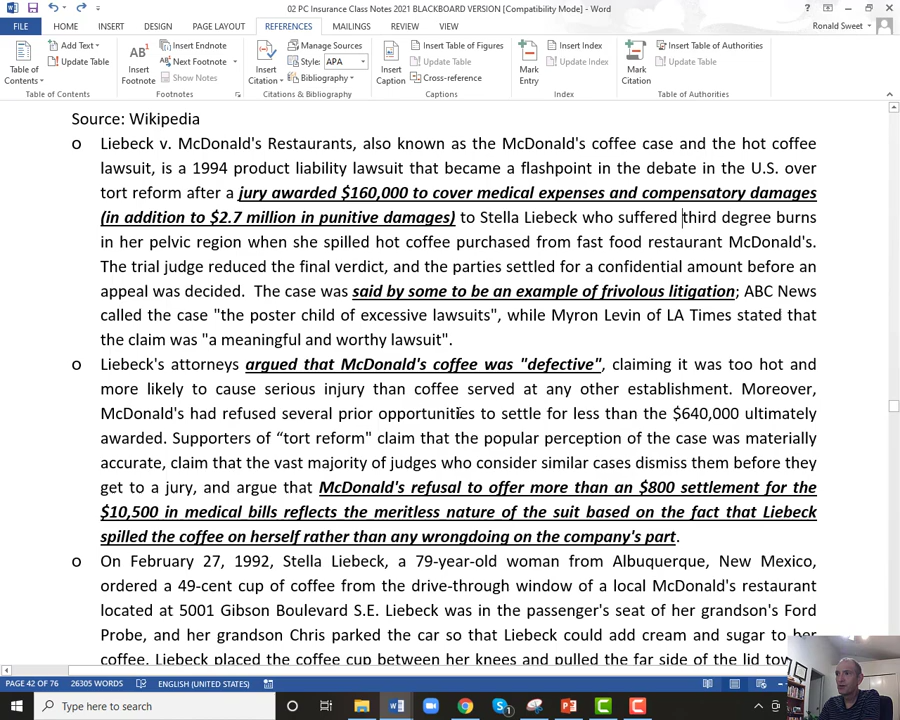 02 PC Insurance Class Notes 2021 BLACKBOARD VERSION [Compatibility Mode] - Word
FILE HOME INSERT DESIGN PAGE LAYOUT REFERENCES MAILINGS REVIEW VIEW Ronald Sweet
Table of Contents
Add Text
Update Table
AB1
Insert Footnote
Insert Endnote
Next Footnote
Show Notes
Insert Citation
Manage Sources
Style: APA
Bibliography
Insert Caption
Insert Table of Figures
Update Table
Cross-reference
Mark Entry
Insert Index
Update Index
Mark Citation
Insert Table of Authorities
Update Table
Table of Contents Footnotes Citations & Bibliography Captions Index Table of Authorities
Source: Wikipedia
o Liebeck v. McDonald's Restaurants, also known as the McDonald's coffee case and the hot coffee
lawsuit, is a 1994 product liability lawsuit that became a flashpoint in the debate in the U.S. over
tort reform after a jury awarded $160,000 to cover medical expenses and compensatory damages
(in addition to $2.7 million in punitive damages) to Stella Liebeck who suffered third degree burns
in her pelvic region when she spilled hot coffee purchased from fast food restaurant McDonald's.
The trial judge reduced the final verdict, and the parties settled for a confidential amount before an
appeal was decided. The case was said by some to be an example of frivolous litigation; ABC News
called the case "the poster child of excessive lawsuits", while Myron Levin of LA Times stated that
the claim was "a meaningful and worthy lawsuit".
o Liebeck's attorneys argued that McDonald's coffee was "defective", claiming it was too hot and
more likely to cause serious injury than coffee served at any other establishment. Moreover,
McDonald's had refused several prior opportunities to settle for less than the $640,000 ultimately
awarded. Supporters of “tort reform" claim that the popular perception of the case was materially
accurate, claim that the vast majority of judges who consider similar cases dismiss them before they
get to a jury, and argue that McDonald's refusal to offer more than an $800 settlement for the
$10,500 in medical bills reflects the meritless nature of the suit based on the fact that Liebeck
spilled the coffee on herself rather than any wrongdoing on the company's part.
o On February 27, 1992, Stella Liebeck, a 79-year-old woman from Albuquerque, New Mexico,
ordered a 49-cent cup of coffee from the drive-through window of a local McDonald's restaurant
located at 5001 Gibson Boulevard S.E. Liebeck was in the passenger's seat of her grandson's Ford
Probe, and her grandson Chris parked the car so that Liebeck could add cream and sugar to her
coffee. Liebeck placed the coffee cup between her knees and pulled the far side of the lid
PAGE 42 OF 76 26305 WORDS ENGLISH (UNITED STATES)
Type here to search